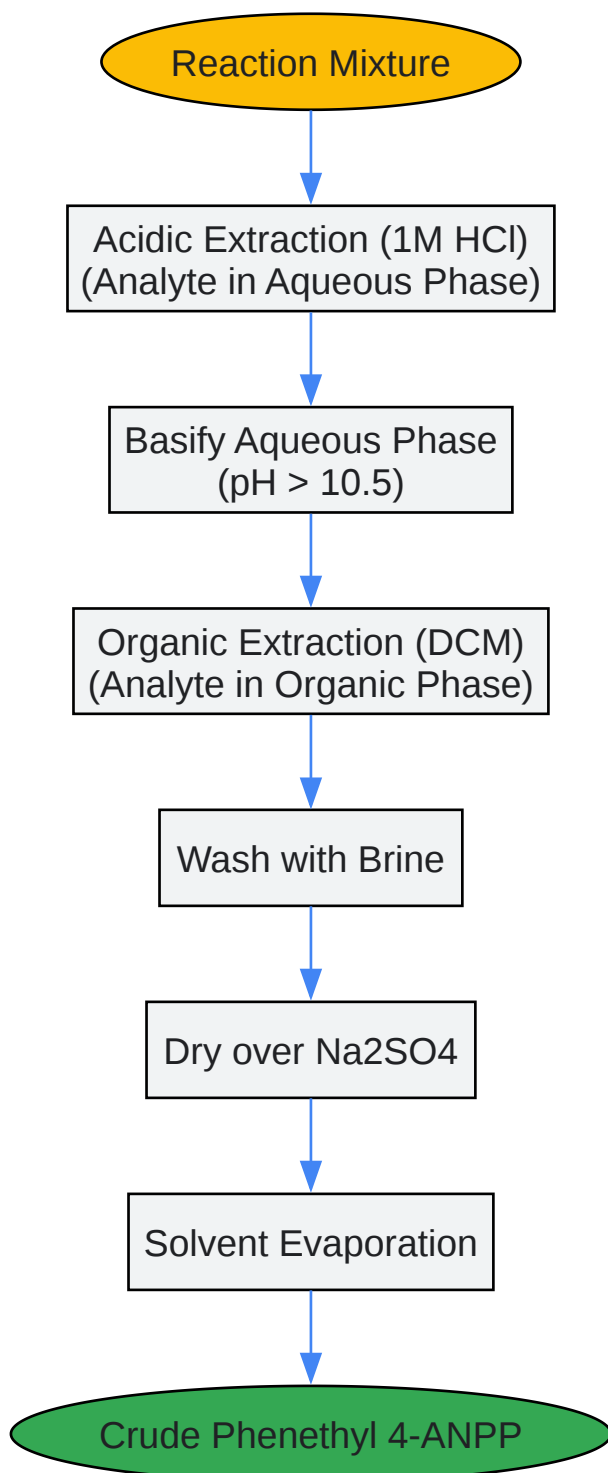 Reaction Mixture
Acidic Extraction (1M HCl)
(Analyte in Aqueous Phase)
Basify Aqueous Phase
(pH > 10.5)
Organic Extraction (DCM)
(Analyte in Organic Phase)
Wash with Brine
Dry over Na2SO4
Solvent Evaporation
Crude Phenethyl 4-ANPP